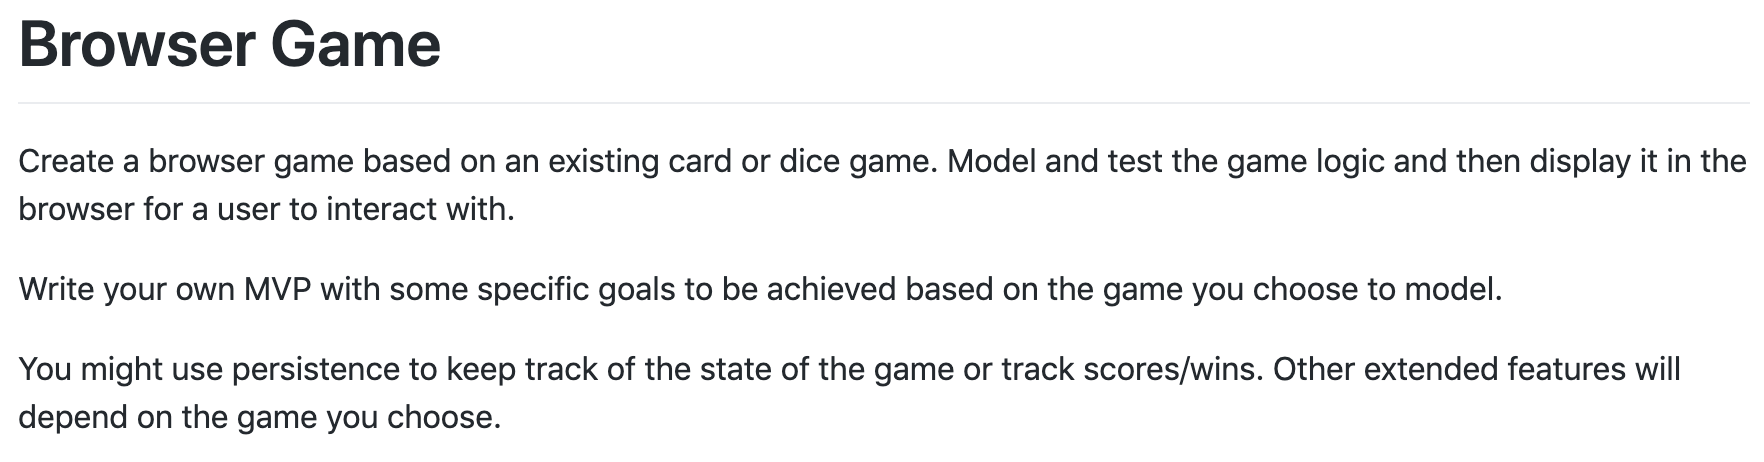 Browser Game
Create a browser game based on an existing card or dice game. Model and test the game logic and then display it in the
browser for a user to interact with.
Write your own MVP with some specific goals to be achieved based on the game you choose to model.
You might use persistence to keep track of the state of the game or track scores/wins. Other extended features will
depend on the game you choose.